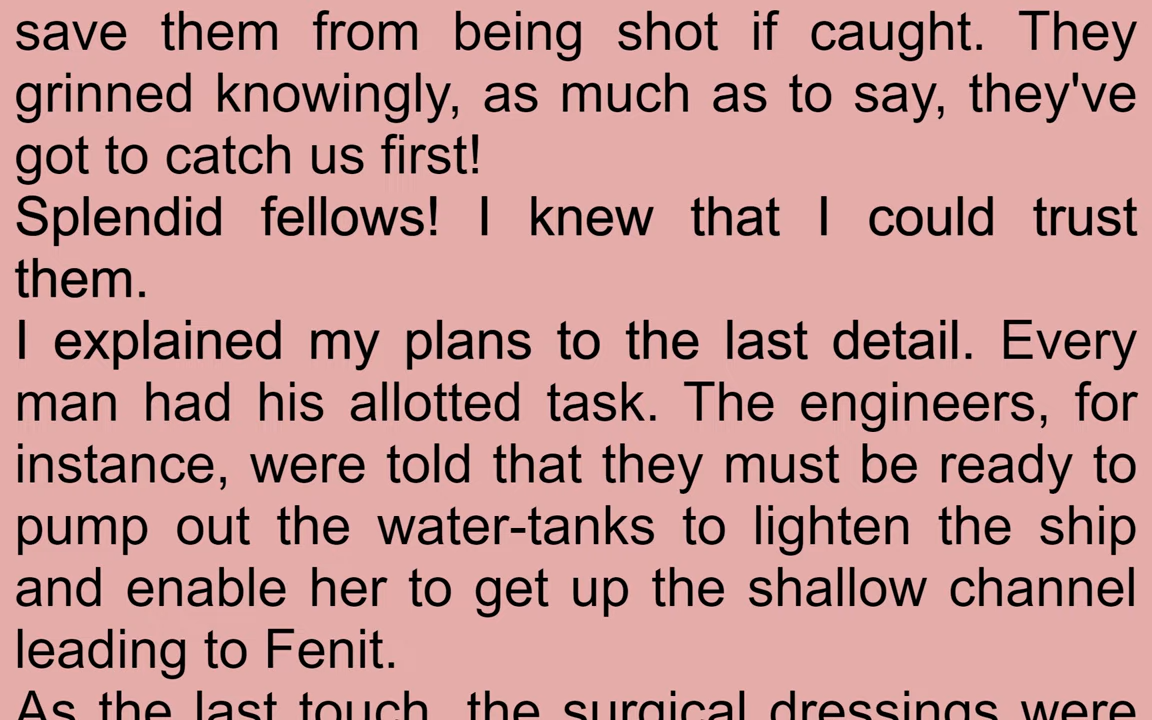 save them from being shot if caught. They
grinned knowingly, as much as to say, they've
got to catch us first!
Splendid fellows! I knew that I could trust
them.
I explained my plans to the last detail. Every
man had his allotted task. The engineers, for
instance, were told that they must be ready to
pump out the water-tanks to lighten the ship
and enable her to get up the shallow channel
leading to Fenit.
As the last touch, the surgical dressings were